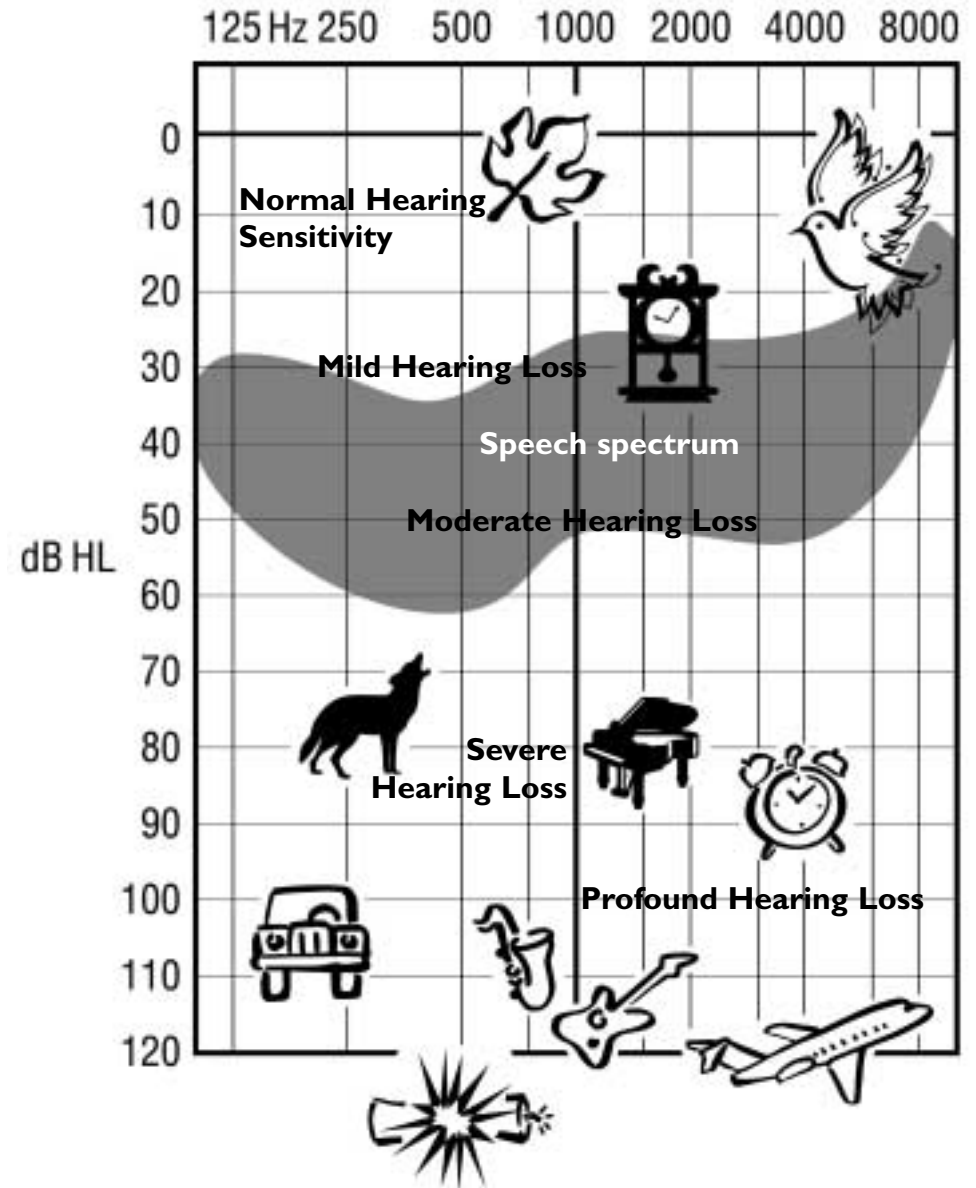 125 Hz 250 500 1000 2000 4000 8000
0
Normal Hearing
10
Sensitivity
20
30
Mild Hearing Loss
40
Speech spectrum
50
Moderate Hearing Loss
dB HL
60
70
80
Severe
Hearing Loss
90
100
Profound Hearing Loss
110
120